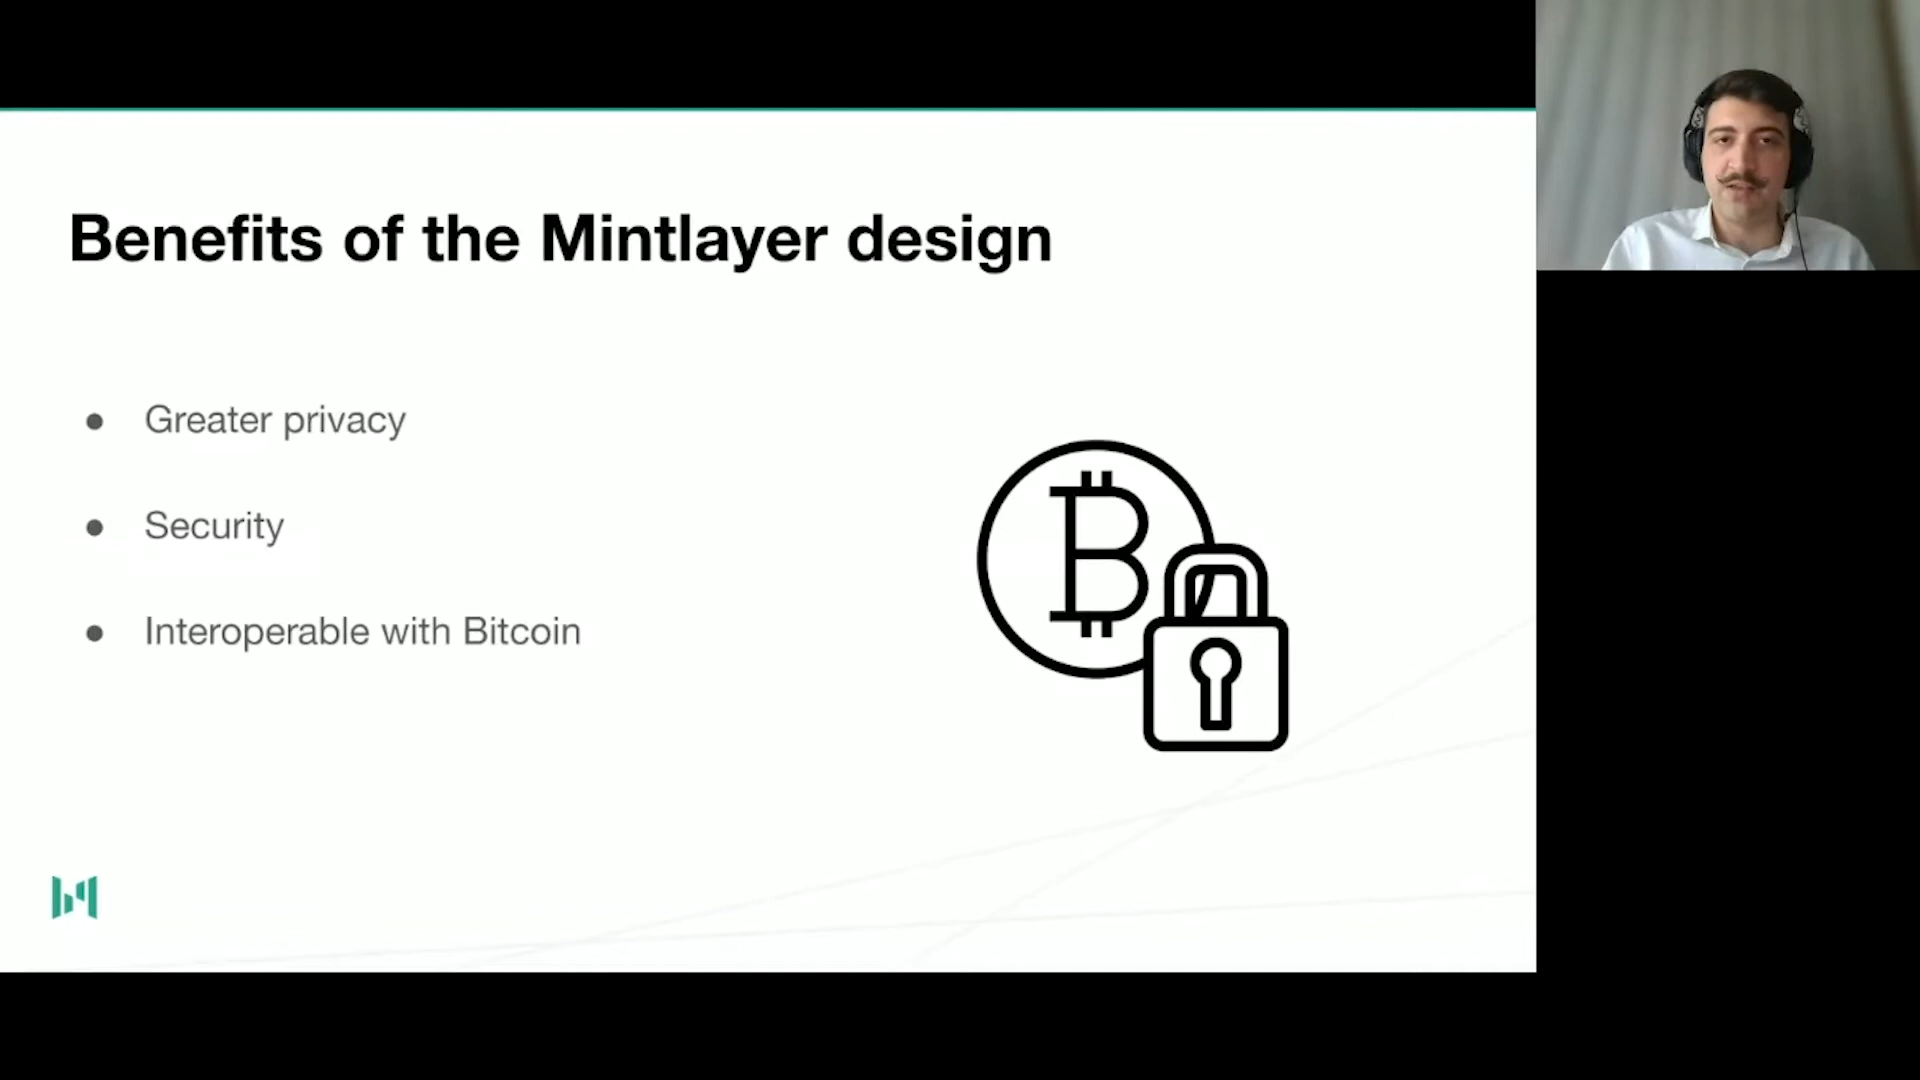 Benefits of the Mintlayer design
Greater privacy
Security
Interoperable with Bitcoin